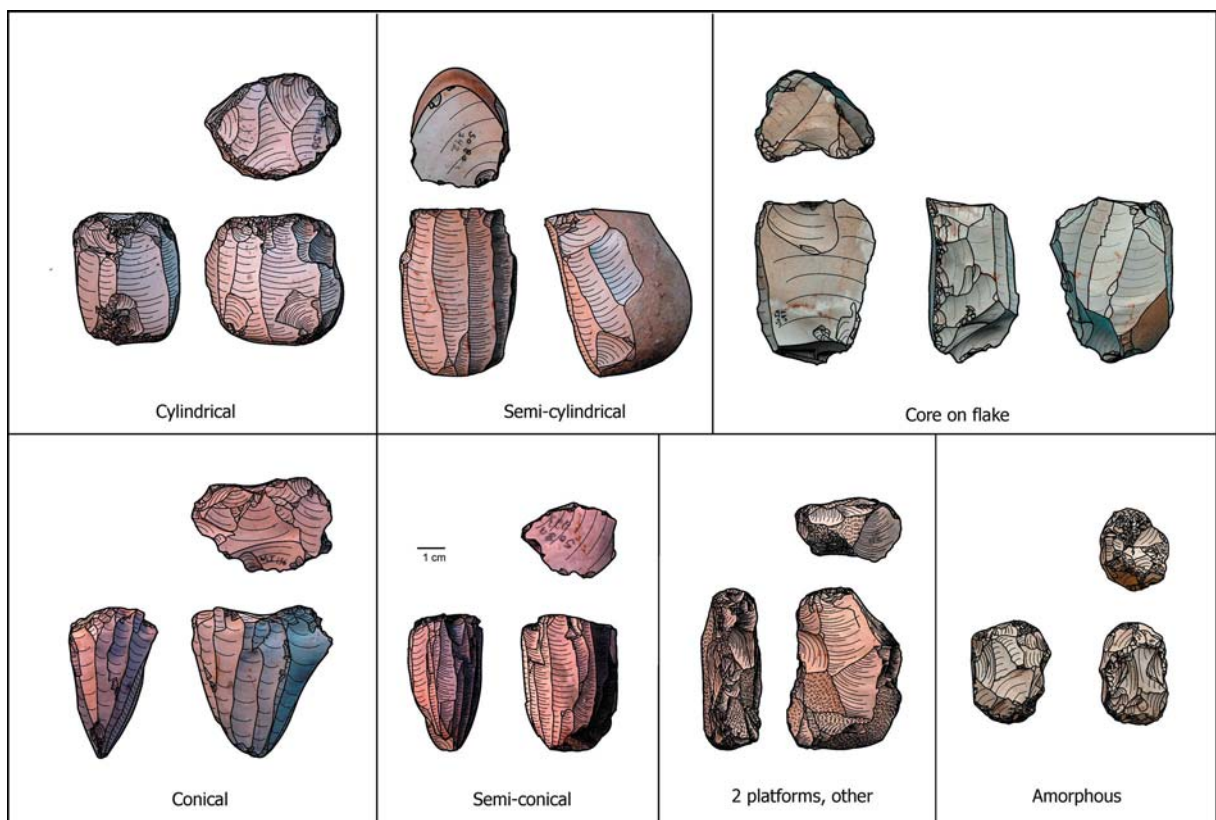 Cylindrical
Semi-cylindrical
Core on flake
1 cm
Conical
Semi-conical
2 platforms, other
Amorphous